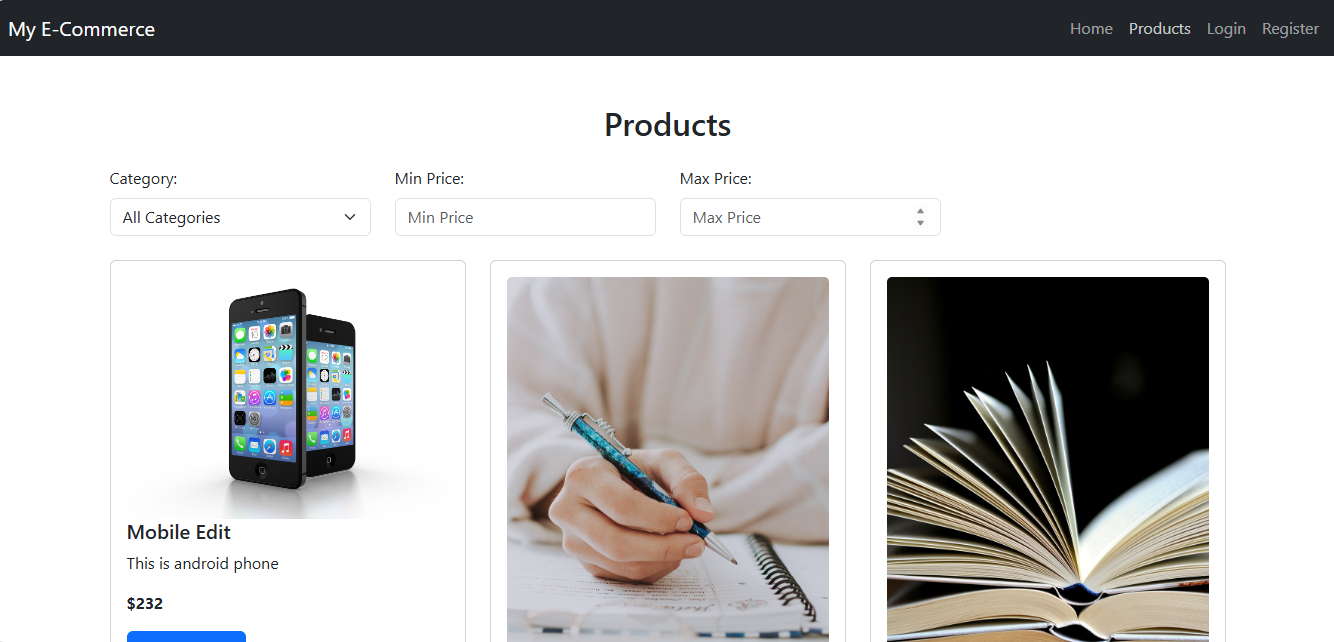 My E-Commerce
Home Products Login Register
Products
Category: Min Price: Max Price:
All Categories Min Price Max Price
Mobile Edit
This is android phone
$232